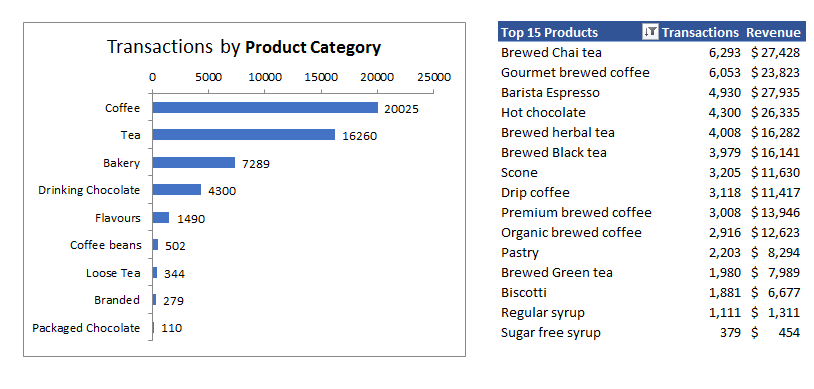 Transactions by Product Category
0 5000 10000 15000 20000 25000
Coffee 20025
Tea 16260
Bakery 7289
Drinking Chocolate 4300
Flavours 1490
Coffee beans 502
Loose Tea 344
Branded 279
Packaged Chocolate 110
Top 15 Products Transactions Revenue
Brewed Chai tea 6,293 $ 27,428
Gourmet brewed coffee 6,053 $ 23,823
Barista Espresso 4,930 $ 27,935
Hot chocolate 4,300 $ 26,335
Brewed herbal tea 4,008 $ 16,282
Brewed Black tea 3,979 $ 16,141
Scone 3,205 $ 11,630
Drip coffee 3,118 $ 11,417
Premium brewed coffee 3,008 $ 13,946
Organic brewed coffee 2,916 $ 12,623
Pastry 2,203 $ 8,294
Brewed Green tea 1,980 $ 7,989
Biscotti 1,881 $ 6,677
Regular syrup 1,111 $ 1,311
Sugar free syrup 379 $ 454